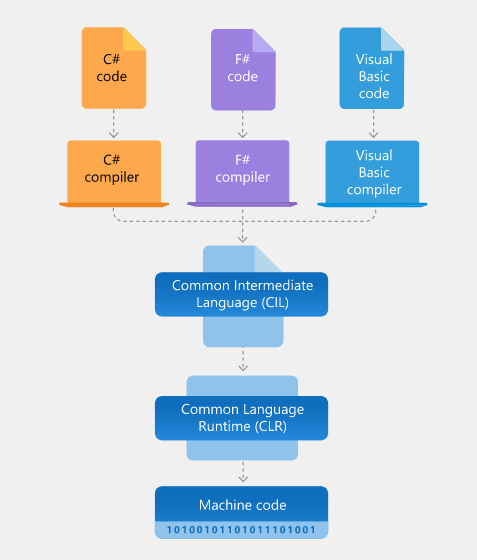 C#
code
F#
code
Visual
Basic
code
C#
compiler
F#
compiler
Visual
Basic
compiler
Common Intermediate
Language (CIL)
Common Language
Runtime (CLR)
Machine code
10100101101011101001